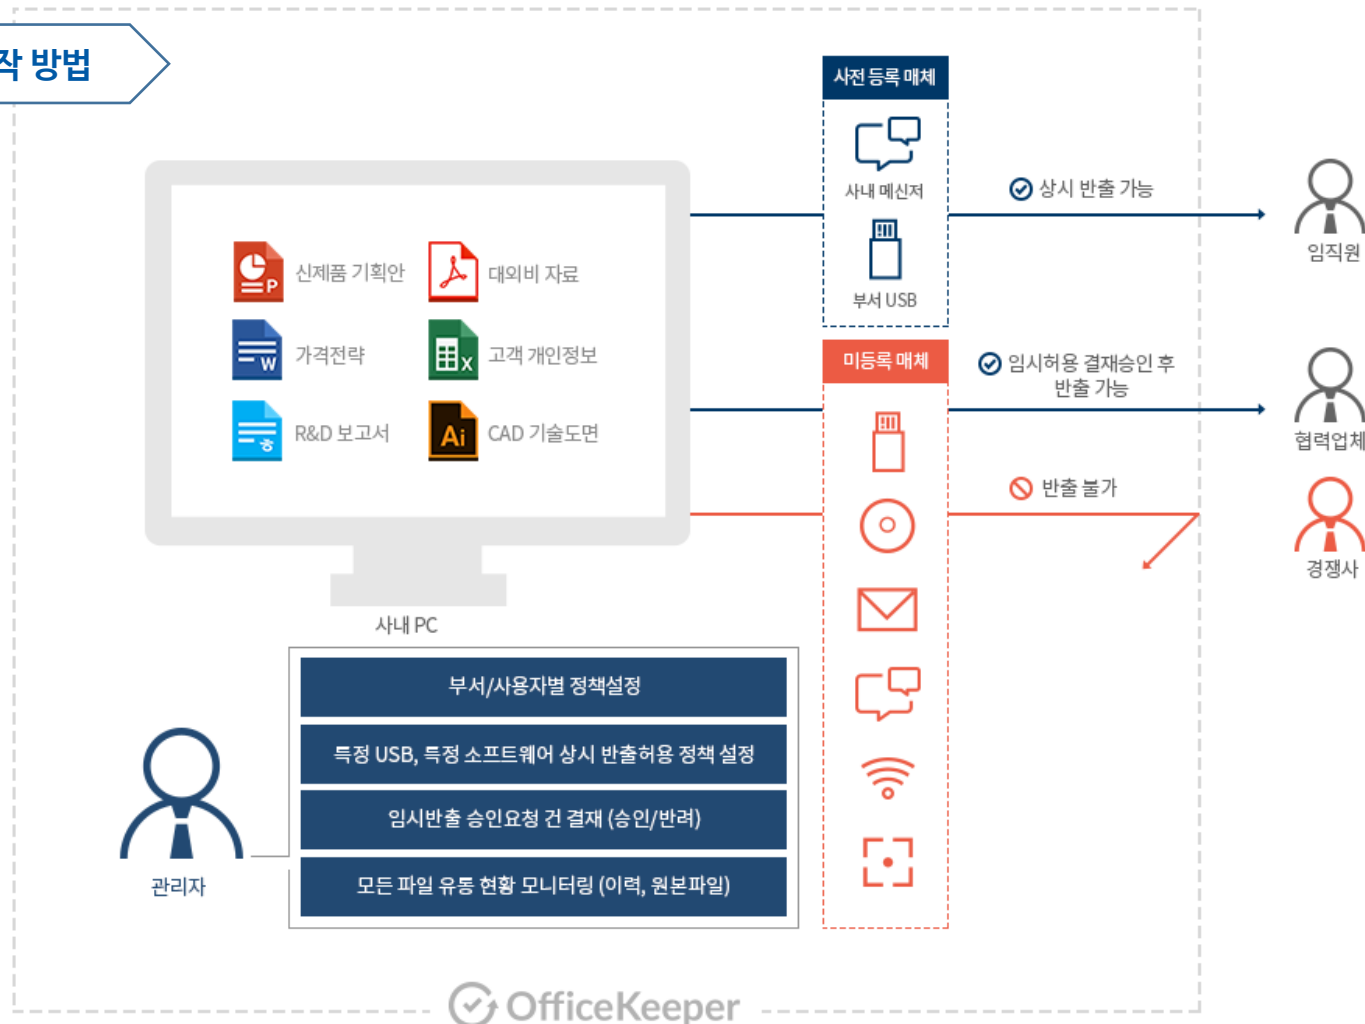 작 방법
사전 등록 매체
사내 메신저
부서 USB
상시 반출 가능
임직원
신제품 기획안
대외비 자료
가격전략
고객 개인정보
R&D 보고서
CAD 기술도면
P
W
X
ㅎ
Ai
미등록 매체
임시허용 결재승인 후
반출 가능
협력업체
반출 불가
경쟁사
사내 PC
부서/사용자별 정책설정
특정 USB, 특정 소프트웨어 상시 반출허용 정책 설정
임시반출 승인요청 건 결재 (승인/반려)
모든 파일 유통 현황 모니터링 (이력, 원본파일)
관리자
OfficeKeeper